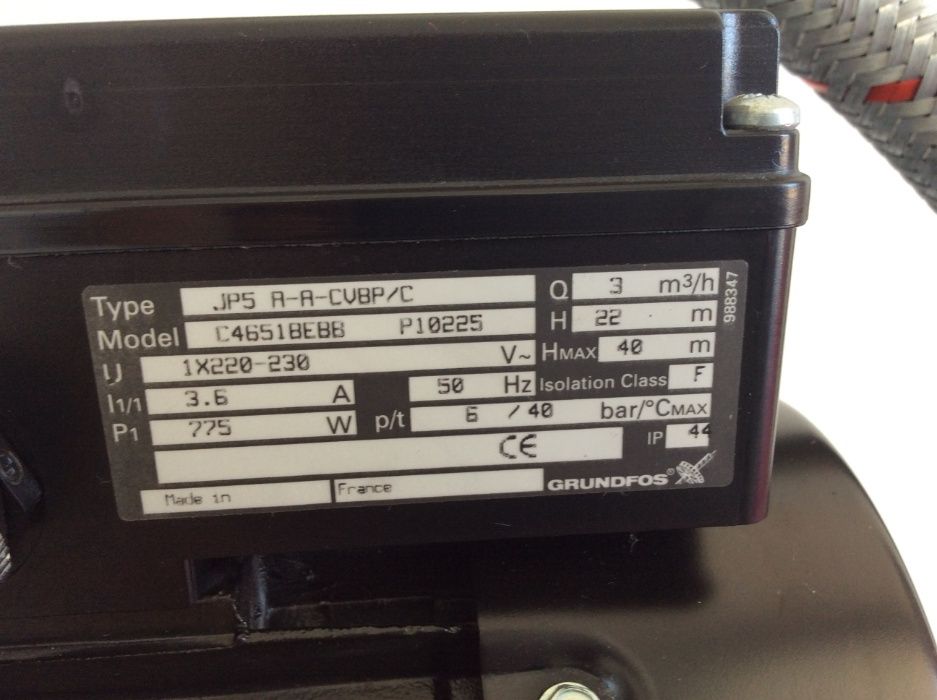 Type JP5 A-A-CVBP/C Q 3 m³/h
Model C4651BEBB P10225 H 22 m
U 1X220-230 V~ HMAX 40 m
I1/1 3.6 A 50 Hz Isolation Class F
P1 775 W p/t 6 / 40 bar/°CMAX
CE IP 44
Made in France GRUNDFOS
988347